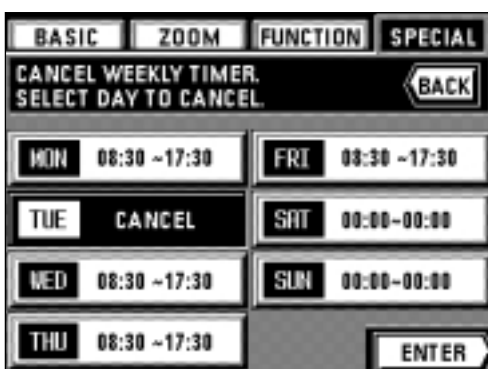 BASIC ZOOM FUNCTION SPECIAL
CANCEL WEEKLY TIMER.
SELECT DAY TO CANCEL.
BACK
MON 08:30 ~17:30
TUE CANCEL
WED 08:30 ~17:30
THU 08:30 ~17:30
FRI 08:30 ~17:30
SAT 00:00~00:00
SUN 00:00~00:00
ENTER